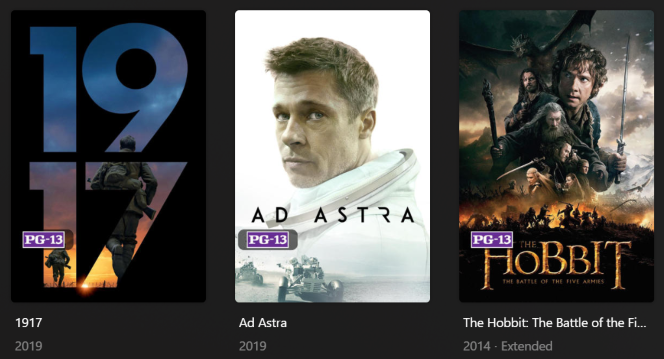 19
17
PG-13
1917
2019
AD ASTRA
PG-13
Ad Astra
2019
THE
HOBBIT
THE BATTLE OF THE FIVE ARMIES
PG-13
The Hobbit: The Battle of the Fi...
2014 · Extended